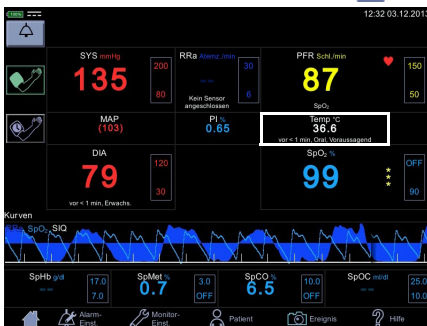 100%
12:32 03.12.2013
SYS mmHg
135
200
80
RRa Atemz./min
--
30
6
Kein Sensor
angeschlossen
PFR Schl./min
87
150
50
SpO₂
MAP
(103)
PI %
0.65
Temp °C
36.6
vor < 1 min, Oral, Voraussagend
DIA
79
120
30
vor < 1 min, Erwachs.
SpO₂ %
99
***
OFF
90
Kurven
SpO₂ SIQ
SpHb g/dl
--
17.0
7.0
SpMet %
0.7
3.0
OFF
SpCO %
6.5
10.0
OFF
SpOC ml/dl
--
25.0
10.0
Alarm-
Einst.
Monitor-
Einst.
Patient
Ereignis
Hilfe